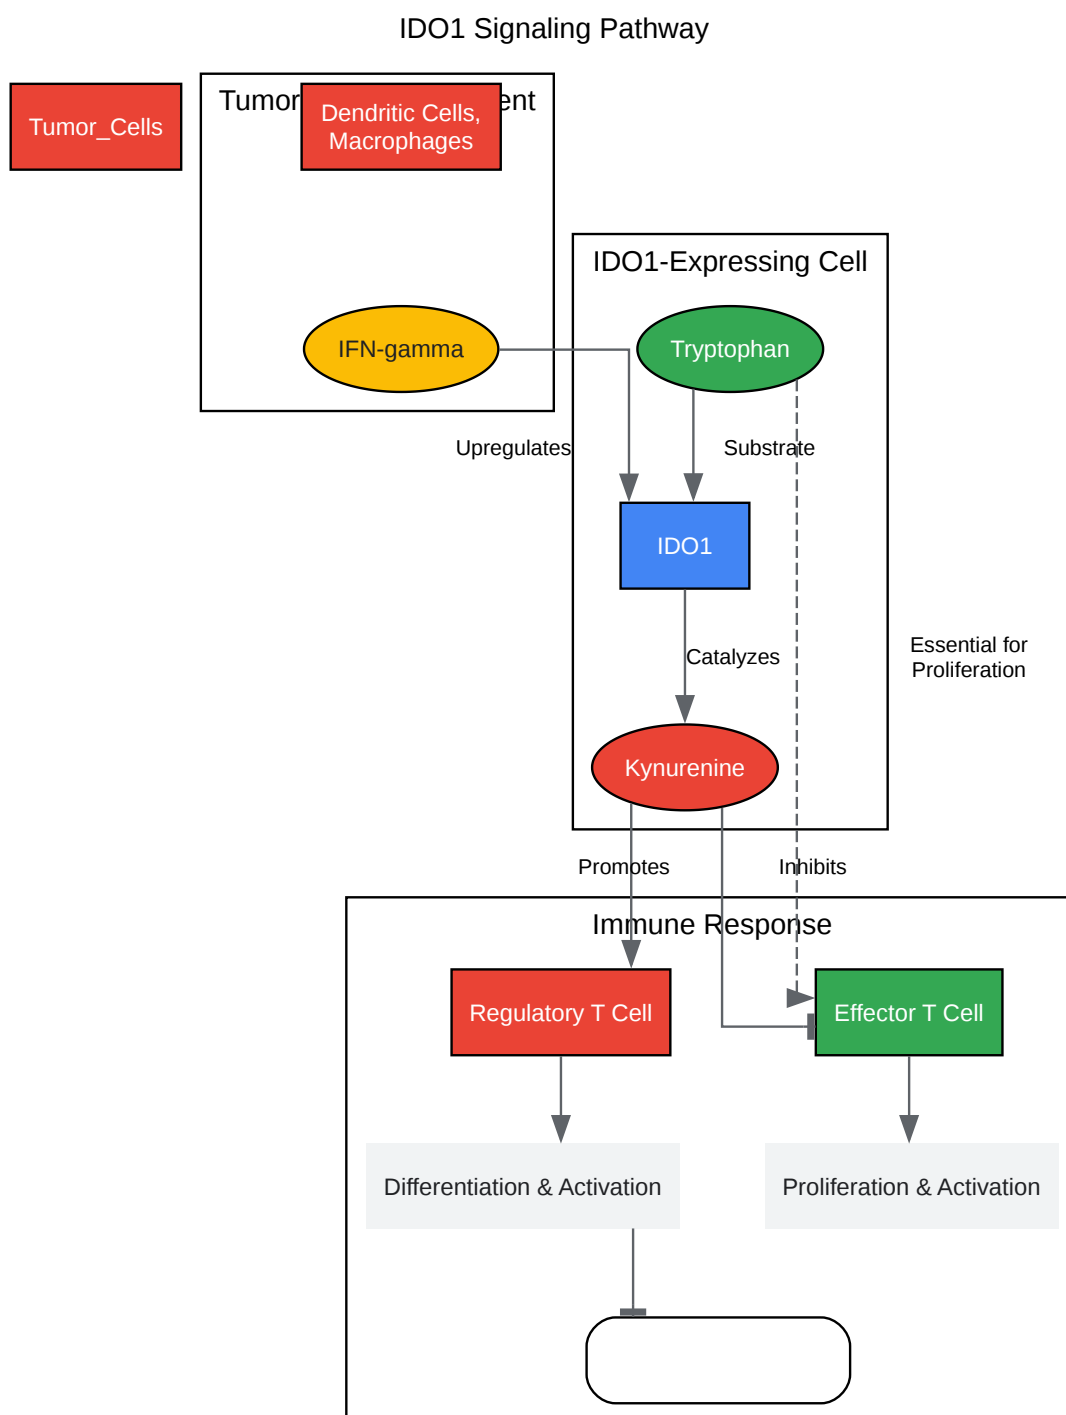 IDO1 Signaling Pathway
Tumor
ent
Tumor_Cells
Dendritic Cells,
Macrophages
IDO1-Expressing Cell
IFN-gamma
Tryptophan
Upregulates
Substrate
IDO1
Essential for
Proliferation
Catalyzes
Kynurenine
Promotes
Inhibits
Immune Response
Regulatory T Cell
Effector T Cell
Differentiation & Activation
Proliferation & Activation